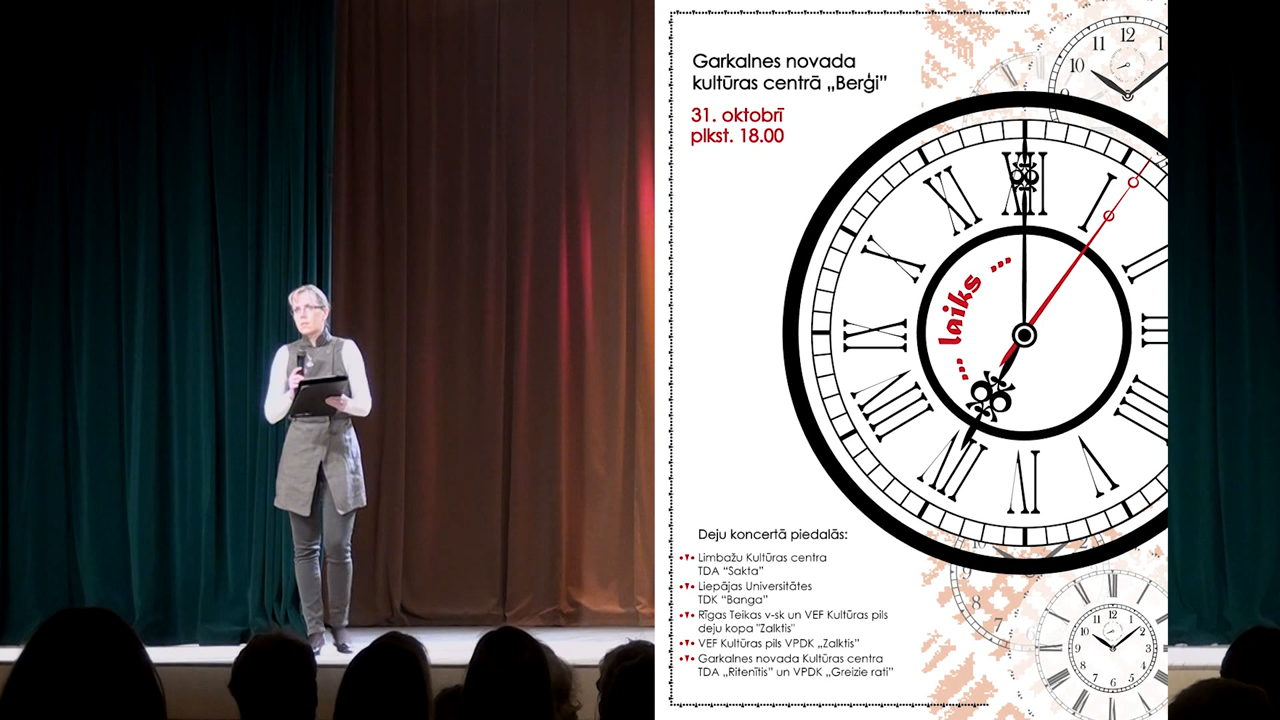 Garkalnes novada
kultūras centrā „Berģi”
31. oktobrī
plkst. 18.00
... laiks ...
Deju koncertā piedalās:
Limbažu Kultūras centra
TDA “Sakta”
Liepājas Universitātes
TDK “Banga”
Rīgas Teikas v-sk un VEF Kultūras pils
deju kopa "Zalktis"
VEF Kultūras pils VPDK „Zalktis”
Garkalnes novada Kultūras centra
TDA „Ritenītis” un VPDK „Greizie rati”